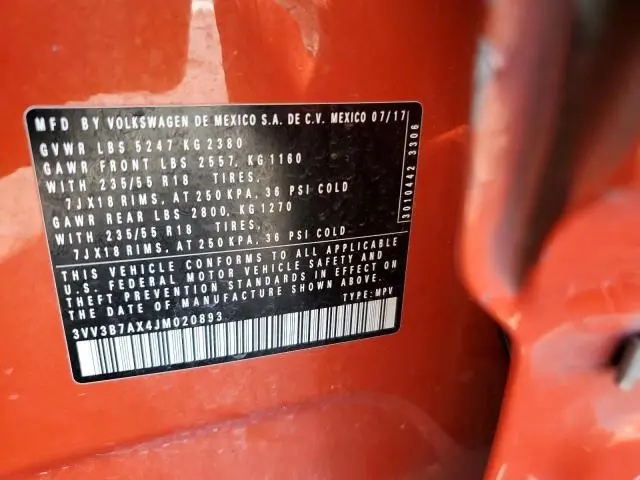 MFD BY VOLKSWAGEN DE MEXICO S.A. DE C.V. MEXICO 07/17
GVWR LBS 5247 KG 2380
GAWR FRONT LBS 2557, KG 1160
WITH 235/55 R18 TIRES,
7JX18 RIMS, AT 250 KPA, 36 PSI COLD
GAWR REAR LBS 2800, KG 1270
WITH 235/55 R18 TIRES,
7JX18 RIMS, AT 250 KPA, 36 PSI COLD
THIS VEHICLE CONFORMS TO ALL APPLICABLE
U.S. FEDERAL MOTOR VEHICLE SAFETY AND
THEFT PREVENTION STANDARDS IN EFFECT ON
THE DATE OF MANUFACTURE SHOWN ABOVE.
3VV3B7AX4JM020893 TYPE: MPV
3010442 3306